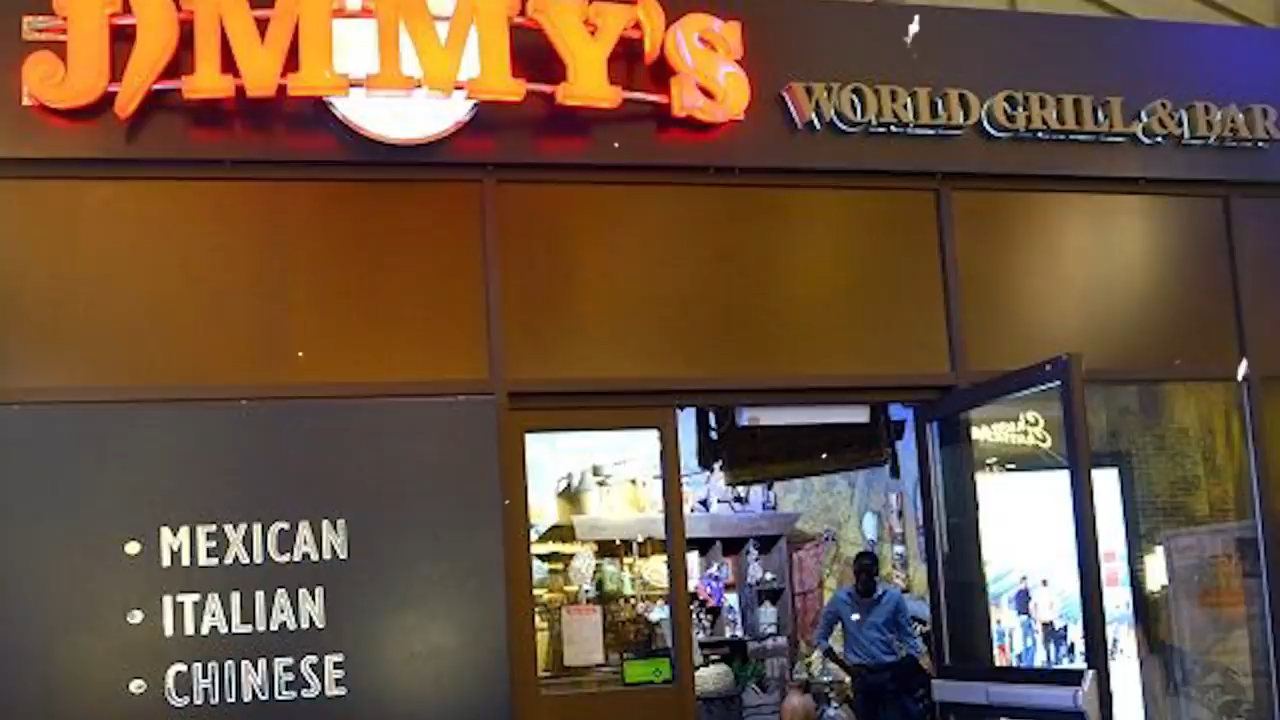 JIMMY'S
WORLD GRILL & BAR
• MEXICAN
• ITALIAN
• CHINESE